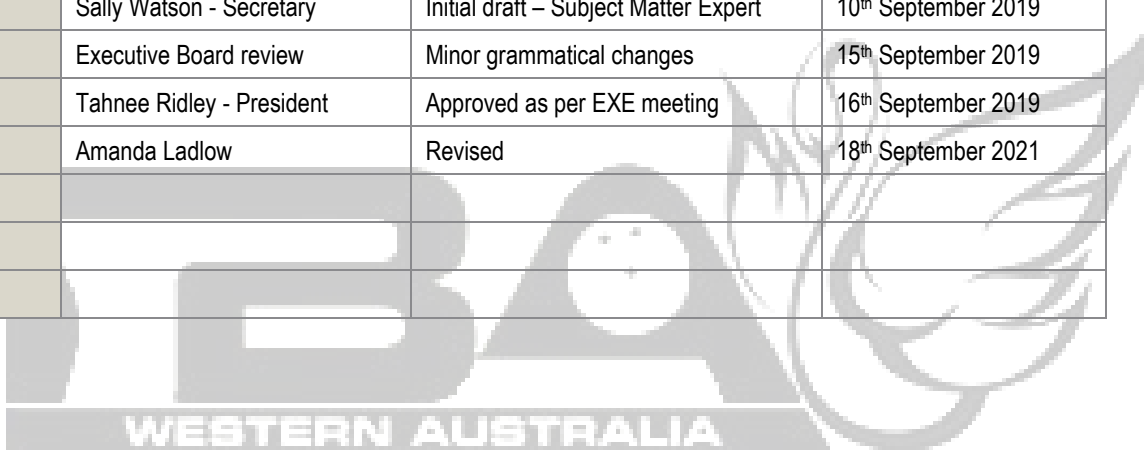 Sally Watson - Secretary Initial draft – Subject Matter Expert 10th September 2019
Executive Board review Minor grammatical changes 15th September 2019
Tahnee Ridley - President Approved as per EXE meeting 16th September 2019
Amanda Ladlow Revised 18th September 2021
TBA
WESTERN AUSTRALIA